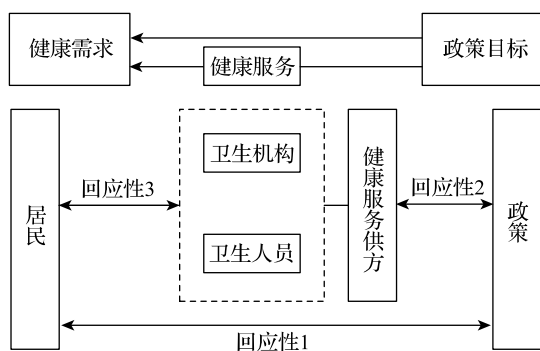 健康需求
政策目标
健康服务
居民
回应性3
卫生机构
卫生人员
健康服务供方
回应性2
政策
回应性1